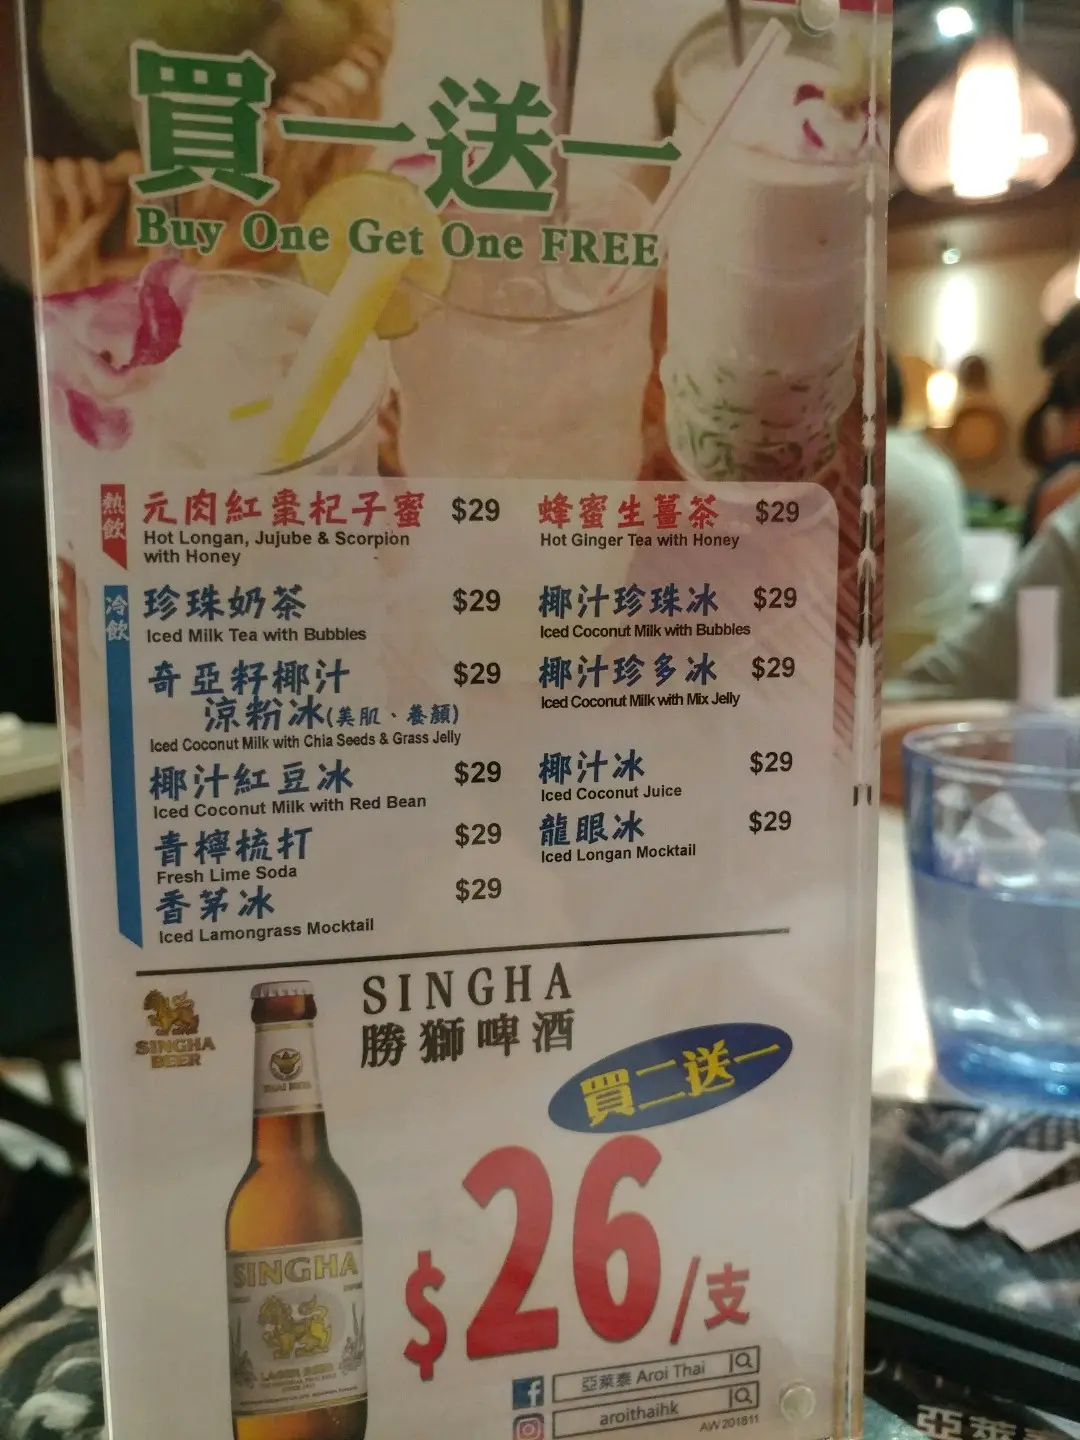 買一送一
Buy One Get One FREE
熱飲
元肉紅棗杞子蜜 $29
Hot Longan, Jujube & Scorpion
with Honey
蜂蜜生薑茶 $29
Hot Ginger Tea with Honey
冷飲
珍珠奶茶 $29
Iced Milk Tea with Bubbles
椰汁珍珠冰 $29
Iced Coconut Milk with Bubbles
奇亞籽椰汁 $29
涼粉冰(美肌、養顏)
Iced Coconut Milk with Chia Seeds & Grass Jelly
椰汁珍多冰 $29
Iced Coconut Milk with Mix Jelly
椰汁紅豆冰 $29
Iced Coconut Milk with Red Bean
椰汁冰 $29
Iced Coconut Juice
青檸梳打 $29
Fresh Lime Soda
龍眼冰 $29
Iced Longan Mocktail
香茅冰 $29
Iced Lamongrass Mocktail
SINGHA
BEER
SINGHA
勝獅啤酒
買二送一
$26/支
SINGHA
LAGER BEER
亞萊泰 Aroi Thai
aroithaihk
AW201811
亞萊